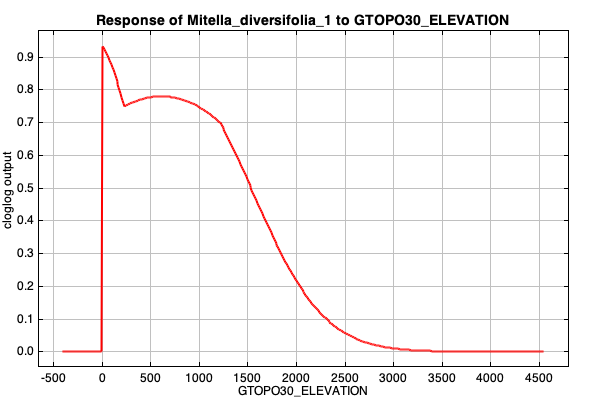 Response of Mitella_diversifolia_1 to GTOPO30_ELEVATION
cloglog output
0.9
0.8
0.7
0.6
0.5
0.4
0.3
0.2
0.1
0.0
-500 0 500 1000 1500 2000 2500 3000 3500 4000 4500
GTOPO30_ELEVATION